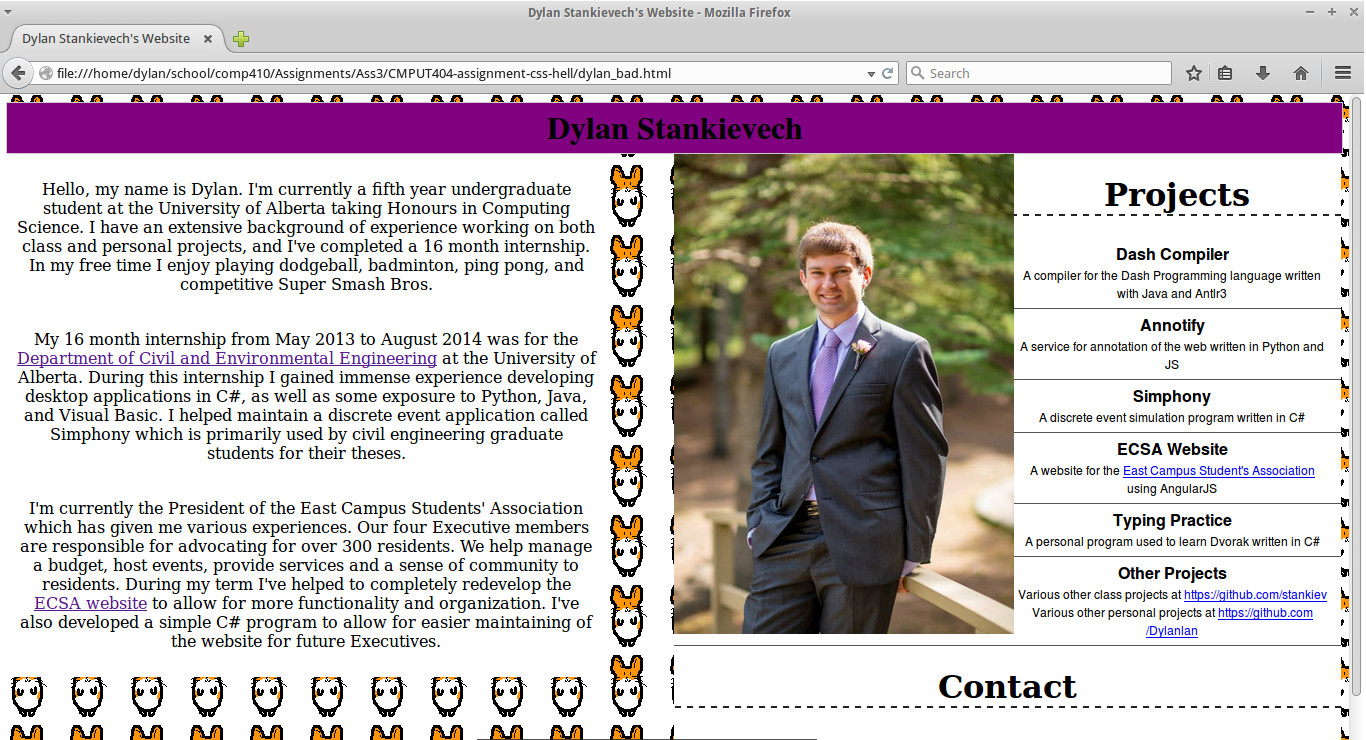 Dylan Stankievech's Website - Mozilla Firefox
Dylan Stankievech's Website
file:///home/dylan/school/comp410/Assignments/Ass3/CMPUT404-assignment-css-hell/dylan_bad.html
Search
Dylan Stankievech
Hello, my name is Dylan. I'm currently a fifth year undergraduate
student at the University of Alberta taking Honours in Computing
Science. I have an extensive background of experience working on both
class and personal projects, and I've completed a 16 month internship.
In my free time I enjoy playing dodgeball, badminton, ping pong, and
competitive Super Smash Bros.
My 16 month internship from May 2013 to August 2014 was for the
Department of Civil and Environmental Engineering at the University of
Alberta. During this internship I gained immense experience developing
desktop applications in C#, as well as some exposure to Python, Java,
and Visual Basic. I helped maintain a discrete event application called
Simphony which is primarily used by civil engineering graduate
students for their theses.
I'm currently the President of the East Campus Students' Association
which has given me various experiences. Our four Executive members
are responsible for advocating for over 300 residents. We help manage
a budget, host events, provide services and a sense of community to
residents. During my term I've helped to completely redevelop the
ECSA website to allow for more functionality and organization. I've
also developed a simple C# program to allow for easier maintaining of
the website for future Executives.
Projects
Dash Compiler
A compiler for the Dash Programming language written
with Java and Antlr3
Annotify
A service for annotation of the web written in Python and
JS
Simphony
A discrete event simulation program written in C#
ECSA Website
A website for the East Campus Student's Association
using AngularJS
Typing Practice
A personal program used to learn Dvorak written in C#
Other Projects
Various other class projects at https://github.com/stankiev
Various other personal projects at https://github.com
/Dylanlan
Contact